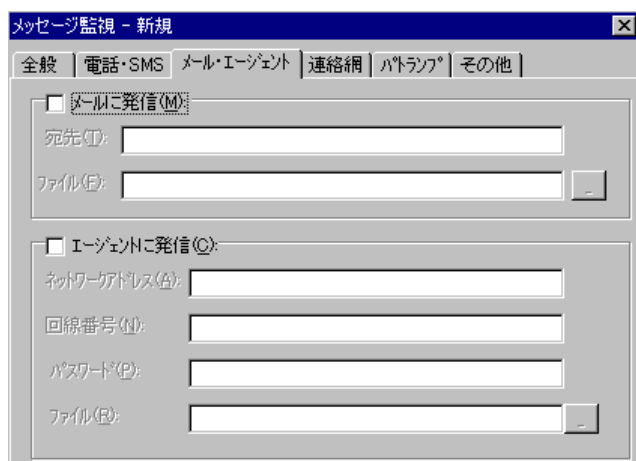 メッセージ監視 - 新規
全般 電話・SMS メール・エージェント 連絡網 パトランプ その他
メールに発信(M):
宛先(T):
ファイル(F):
エージェントに発信(C):
ネットワークアドレス(A):
回線番号(N):
パスワード(P):
ファイル(R):